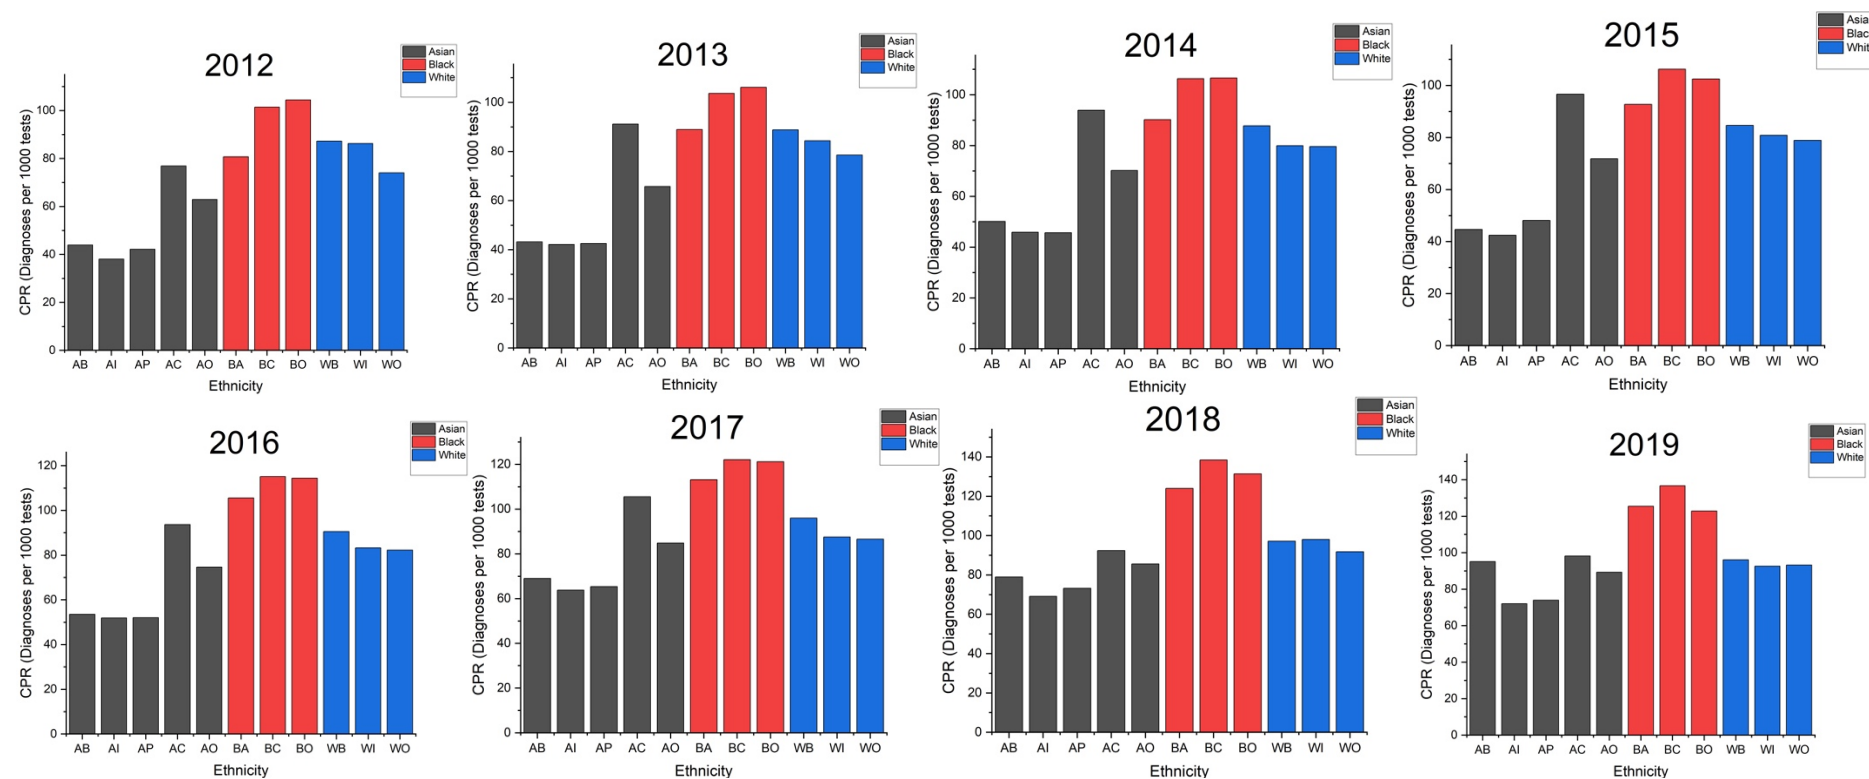 2012
Asian
Black
White
CPR (Diagnoses per 1000 tests)
100
80
60
40
20
0
AB AI AP AC AO BA BC BO WB WI WO
Ethnicity
2013
Asian
Black
White
CPR (Diagnoses per 1000 tests)
100
80
60
40
20
0
AB AI AP AC AO BA BC BO WB WI WO
Ethnicity
2014
Asian
Black
White
CPR (Diagnoses per 1000 tests)
100
80
60
40
20
0
AB AI AP AC AO BA BC BO WB WI WO
Ethnicity
2015
Asia
Blac
Whit
CPR (Diagnoses per 1000 tests)
100
80
60
40
20
0
AB AI AP AC AO BA BC BO WB WI WO
Ethnicity
2016
Asian
Black
White
CPR (Diagnoses per 1000 tests)
120
100
80
60
40
20
0
AB AI AP AC AO BA BC BO WB WI WO
Ethnicity
2017
Asian
Black
White
CPR (Diagnoses per 1000 tests)
120
100
80
60
40
20
0
AB AI AP AC AO BA BC BO WB WI WO
Ethnicity
2018
Asian
Black
White
CPR (Diagnoses per 1000 tests)
140
120
100
80
60
40
20
0
AB AI AP AC AO BA BC BO WB WI WO
Ethnicity
2019
Asian
Black
White
CPR (Diagnoses per 1000 tests)
140
120
100
80
60
40
20
0
AB AI AP AC AO BA BC BO WB WI WO
Ethnicity